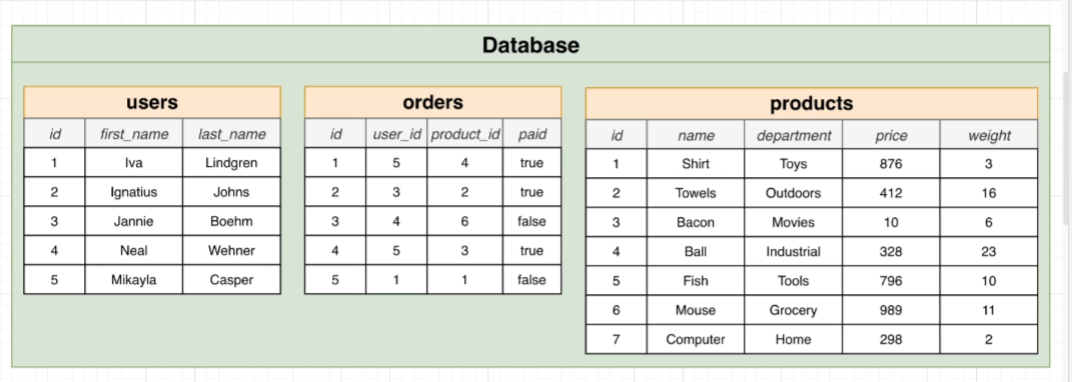 Database
users
id first_name last_name
1 Iva Lindgren
2 Ignatius Johns
3 Jannie Boehm
4 Neal Wehner
5 Mikayla Casper
orders
id user_id product_id paid
1 5 4 true
2 3 2 true
3 4 6 false
4 5 3 true
5 1 1 false
products
id name department price weight
1 Shirt Toys 876 3
2 Towels Outdoors 412 16
3 Bacon Movies 10 6
4 Ball Industrial 328 23
5 Fish Tools 796 10
6 Mouse Grocery 989 11
7 Computer Home 298 2